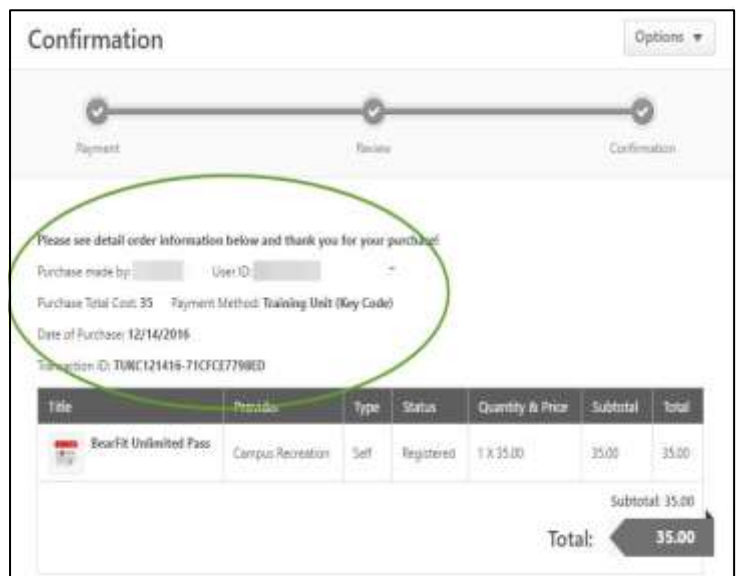 Confirmation
Options
Payment
Review
Confirmation
Please see detail order information below and thank you for your purchase!
Purchase made by: User ID:
Purchase Total Cost: 35 Payment Method: Training Unit (Key Code)
Date of Purchase: 12/14/2016
Transaction ID: TUKC121416-71CFCE7798ED
Title Provider Type Status Quantity & Price Subtotal Total
BearFit Unlimited Pass Campus Recreation Self Registered 1 X 35.00 35.00 35.00
Subtotal: 35.00
Total: 35.00